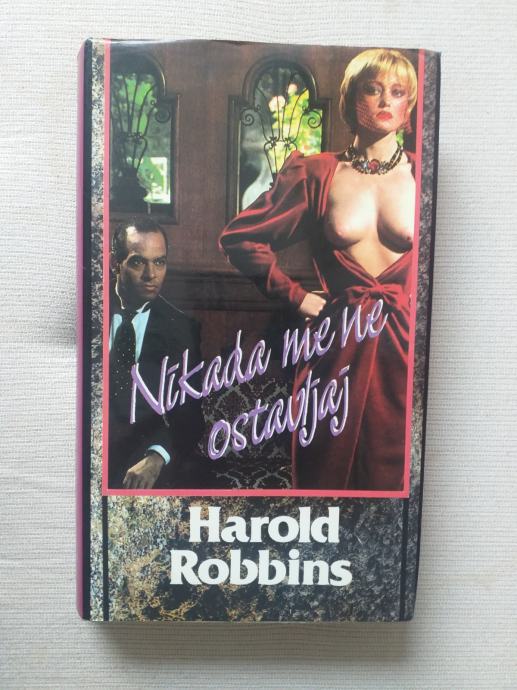 Nikada me ne
ostavljaj
Harold
Robbins